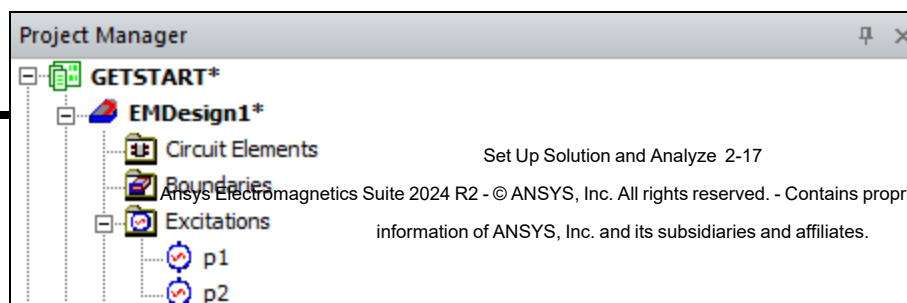 Project Manager
GETSTART*
EMDesign1*
Circuit Elements
Set Up Solution and Analyze 2-17
Boundaries
Ansys Electromagnetics Suite 2024 R2 - © ANSYS, Inc. All rights reserved. - Contains propr
Excitations
information of ANSYS, Inc. and its subsidiaries and affiliates.
p1
p2